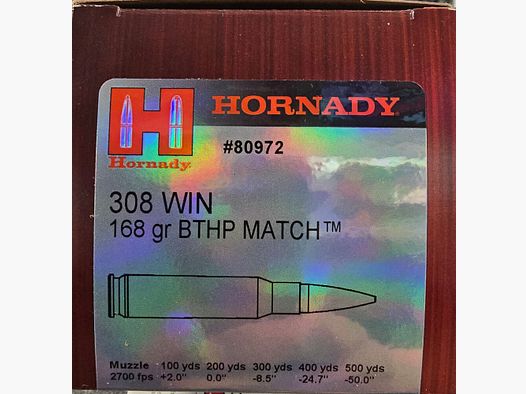 HORNADY
Hornady
#80972
308 WIN
168 gr BTHP MATCH™
Muzzle 100 yds 200 yds 300 yds 400 yds 500 yds
2700 fps +2.0" 0.0" -8.5" -24.7" -50.0"